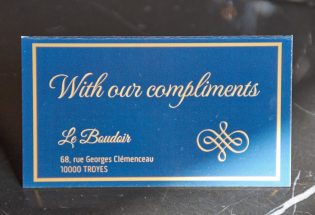 With our compliments
Le Boudoir
68, rue Georges Clémenceau
10000 TROYES